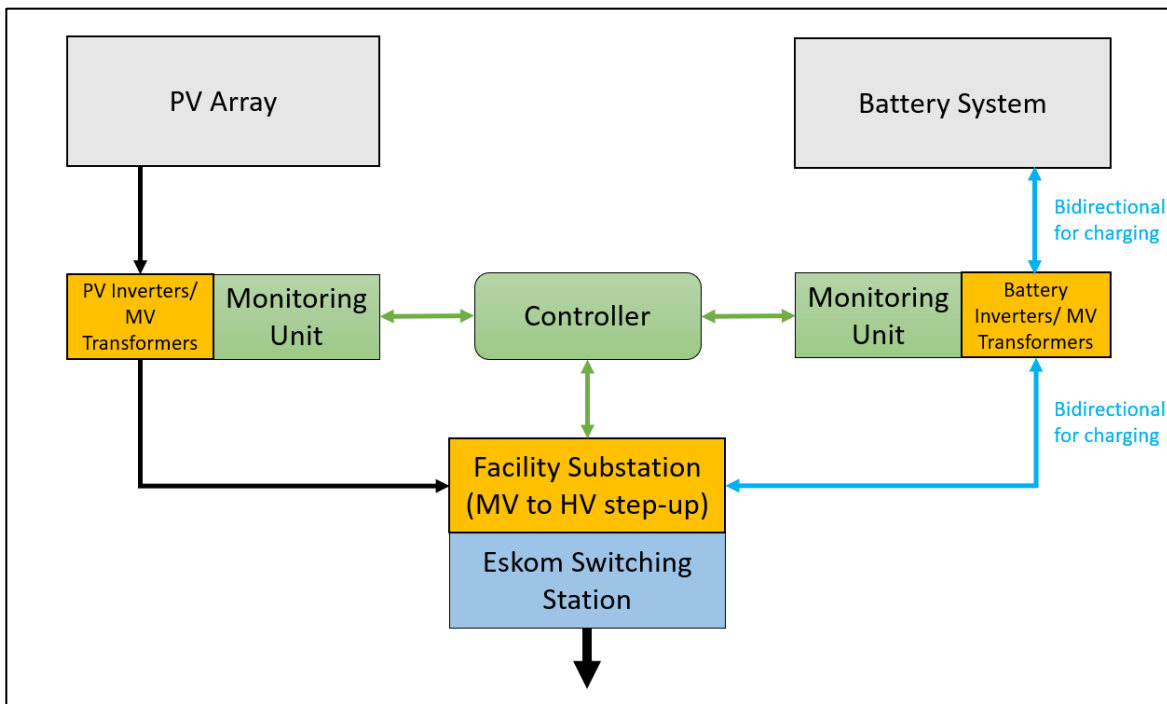 PV Array
Battery System
Bidirectional
for charging
PV Inverters/
MV
Transformers
Monitoring
Unit
Controller
Monitoring
Unit
Battery
Inverters/ MV
Transformers
Bidirectional
for charging
Facility Substation
(MV to HV step-up)
Eskom Switching
Station